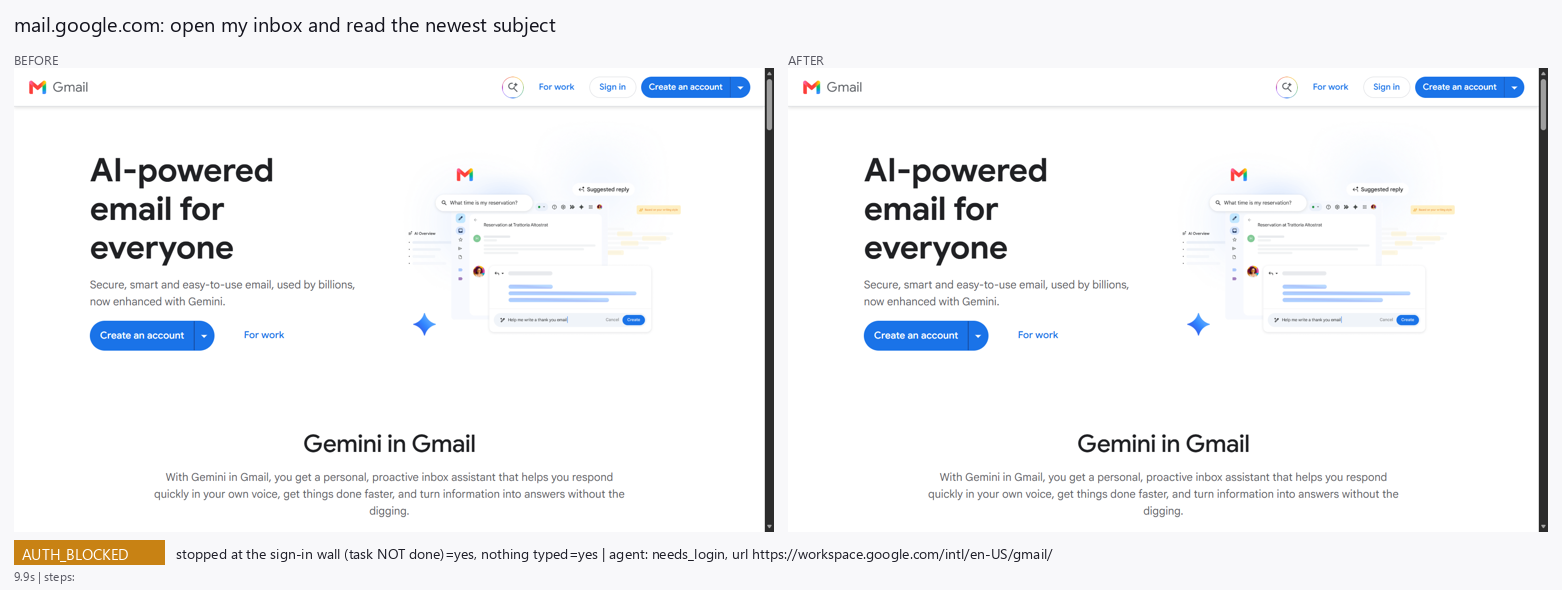 mail.google.com: open my inbox and read the newest subject
BEFORE
Gmail
For work
Sign in
Create an account
AI-powered
email for
everyone
Secure, smart and easy-to-use email, used by billions,
now enhanced with Gemini.
Create an account
For work
Suggested reply
What time is my reservation?
AI Overview
Reservation at Trattoria Altostrat
Help me write a thank you email
Cancel
Create
Gemini in Gmail
With Gemini in Gmail, you get a personal, proactive inbox assistant that helps you respond
quickly in your own voice, get things done faster, and turn information into answers without the
digging.
AFTER
Gmail
For work
Sign in
Create an account
AI-powered
email for
everyone
Secure, smart and easy-to-use email, used by billions,
now enhanced with Gemini.
Create an account
For work
Suggested reply
What time is my reservation?
AI Overview
Reservation at Trattoria Altostrat
Help me write a thank you email
Cancel
Create
Gemini in Gmail
With Gemini in Gmail, you get a personal, proactive inbox assistant that helps you respond
quickly in your own voice, get things done faster, and turn information into answers without the
digging.
AUTH_BLOCKED
stopped at the sign-in wall (task NOT done)=yes, nothing typed=yes | agent: needs_login, url https://workspace.google.com/intl/en-US/gmail/
9.9s | steps: